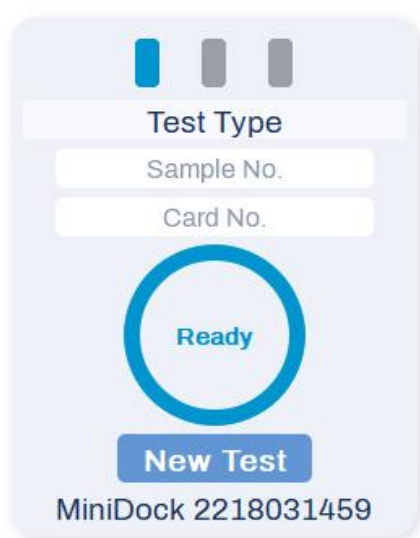 Test Type
Sample No.
Card No.
Ready
New Test
MiniDock 2218031459